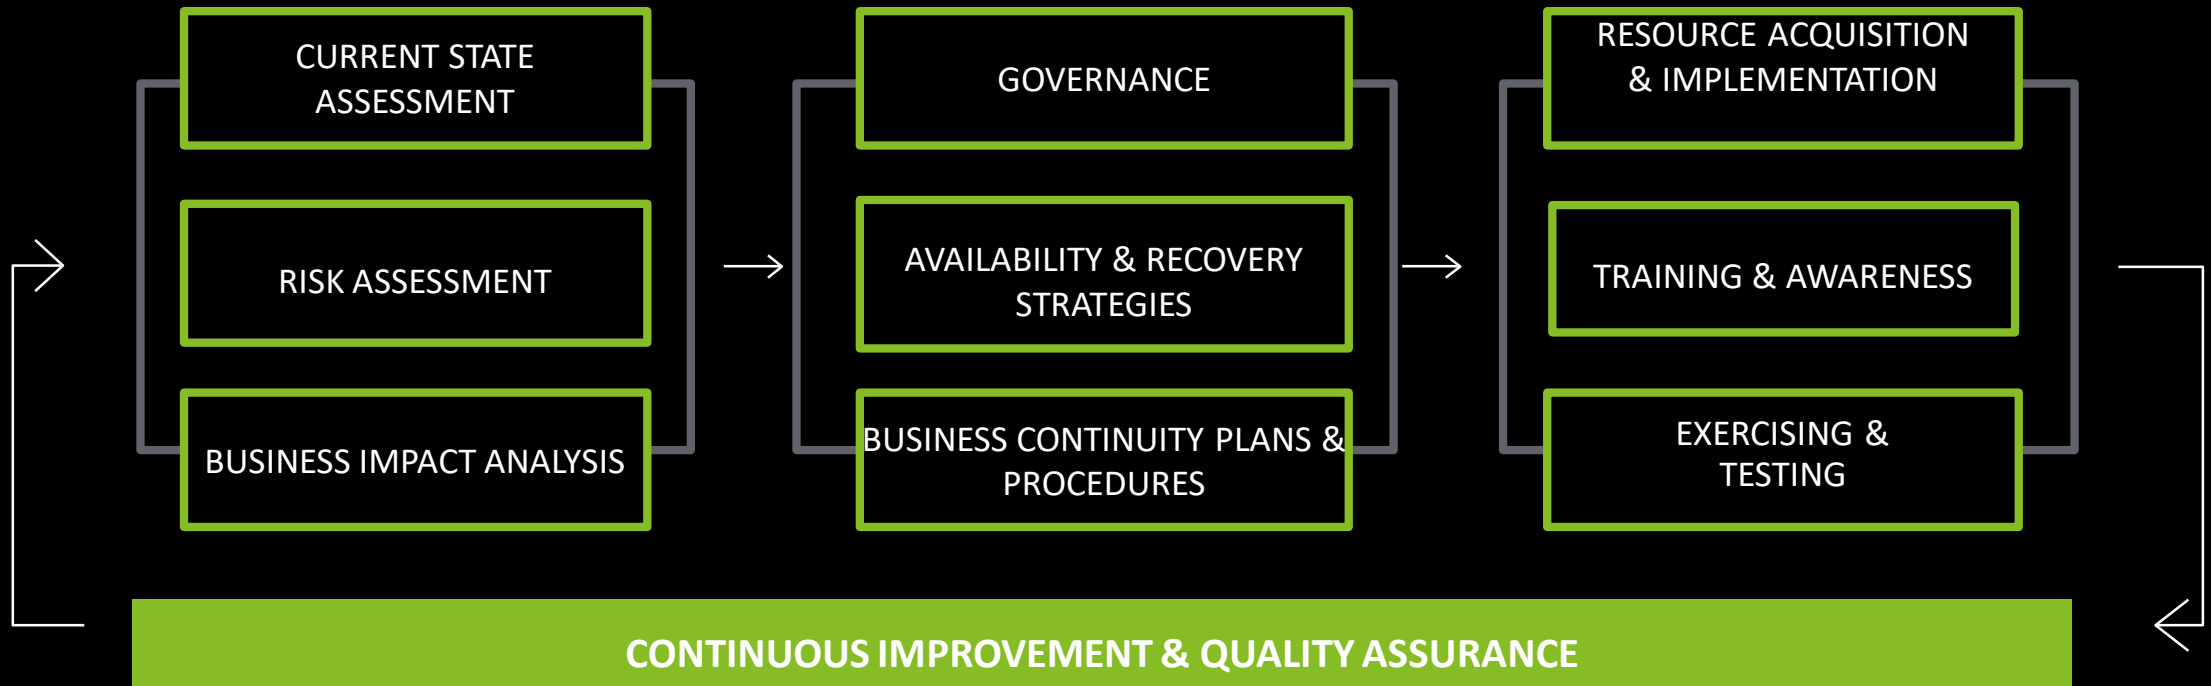 CURRENT STATE
ASSESSMENT
RISK ASSESSMENT
BUSINESS IMPACT ANALYSIS
GOVERNANCE
AVAILABILITY & RECOVERY
STRATEGIES
BUSINESS CONTINUITY PLANS &
PROCEDURES
RESOURCE ACQUISITION
& IMPLEMENTATION
TRAINING & AWARENESS
EXERCISING &
TESTING
CONTINUOUS IMPROVEMENT & QUALITY ASSURANCE